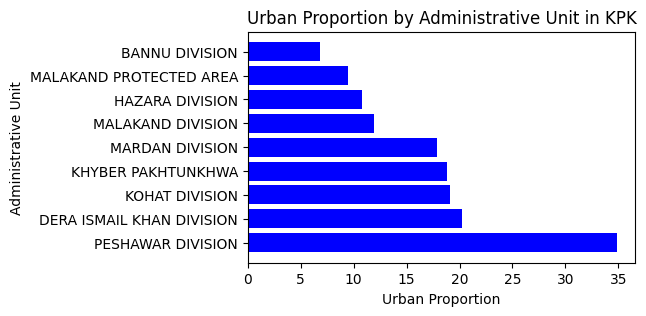 Urban Proportion by Administrative Unit in KPK
Administrative Unit
BANNU DIVISION
MALAKAND PROTECTED AREA
HAZARA DIVISION
MALAKAND DIVISION
MARDAN DIVISION
KHYBER PAKHTUNKHWA
KOHAT DIVISION
DERA ISMAIL KHAN DIVISION
PESHAWAR DIVISION
0 5 10 15 20 25 30 35
Urban Proportion